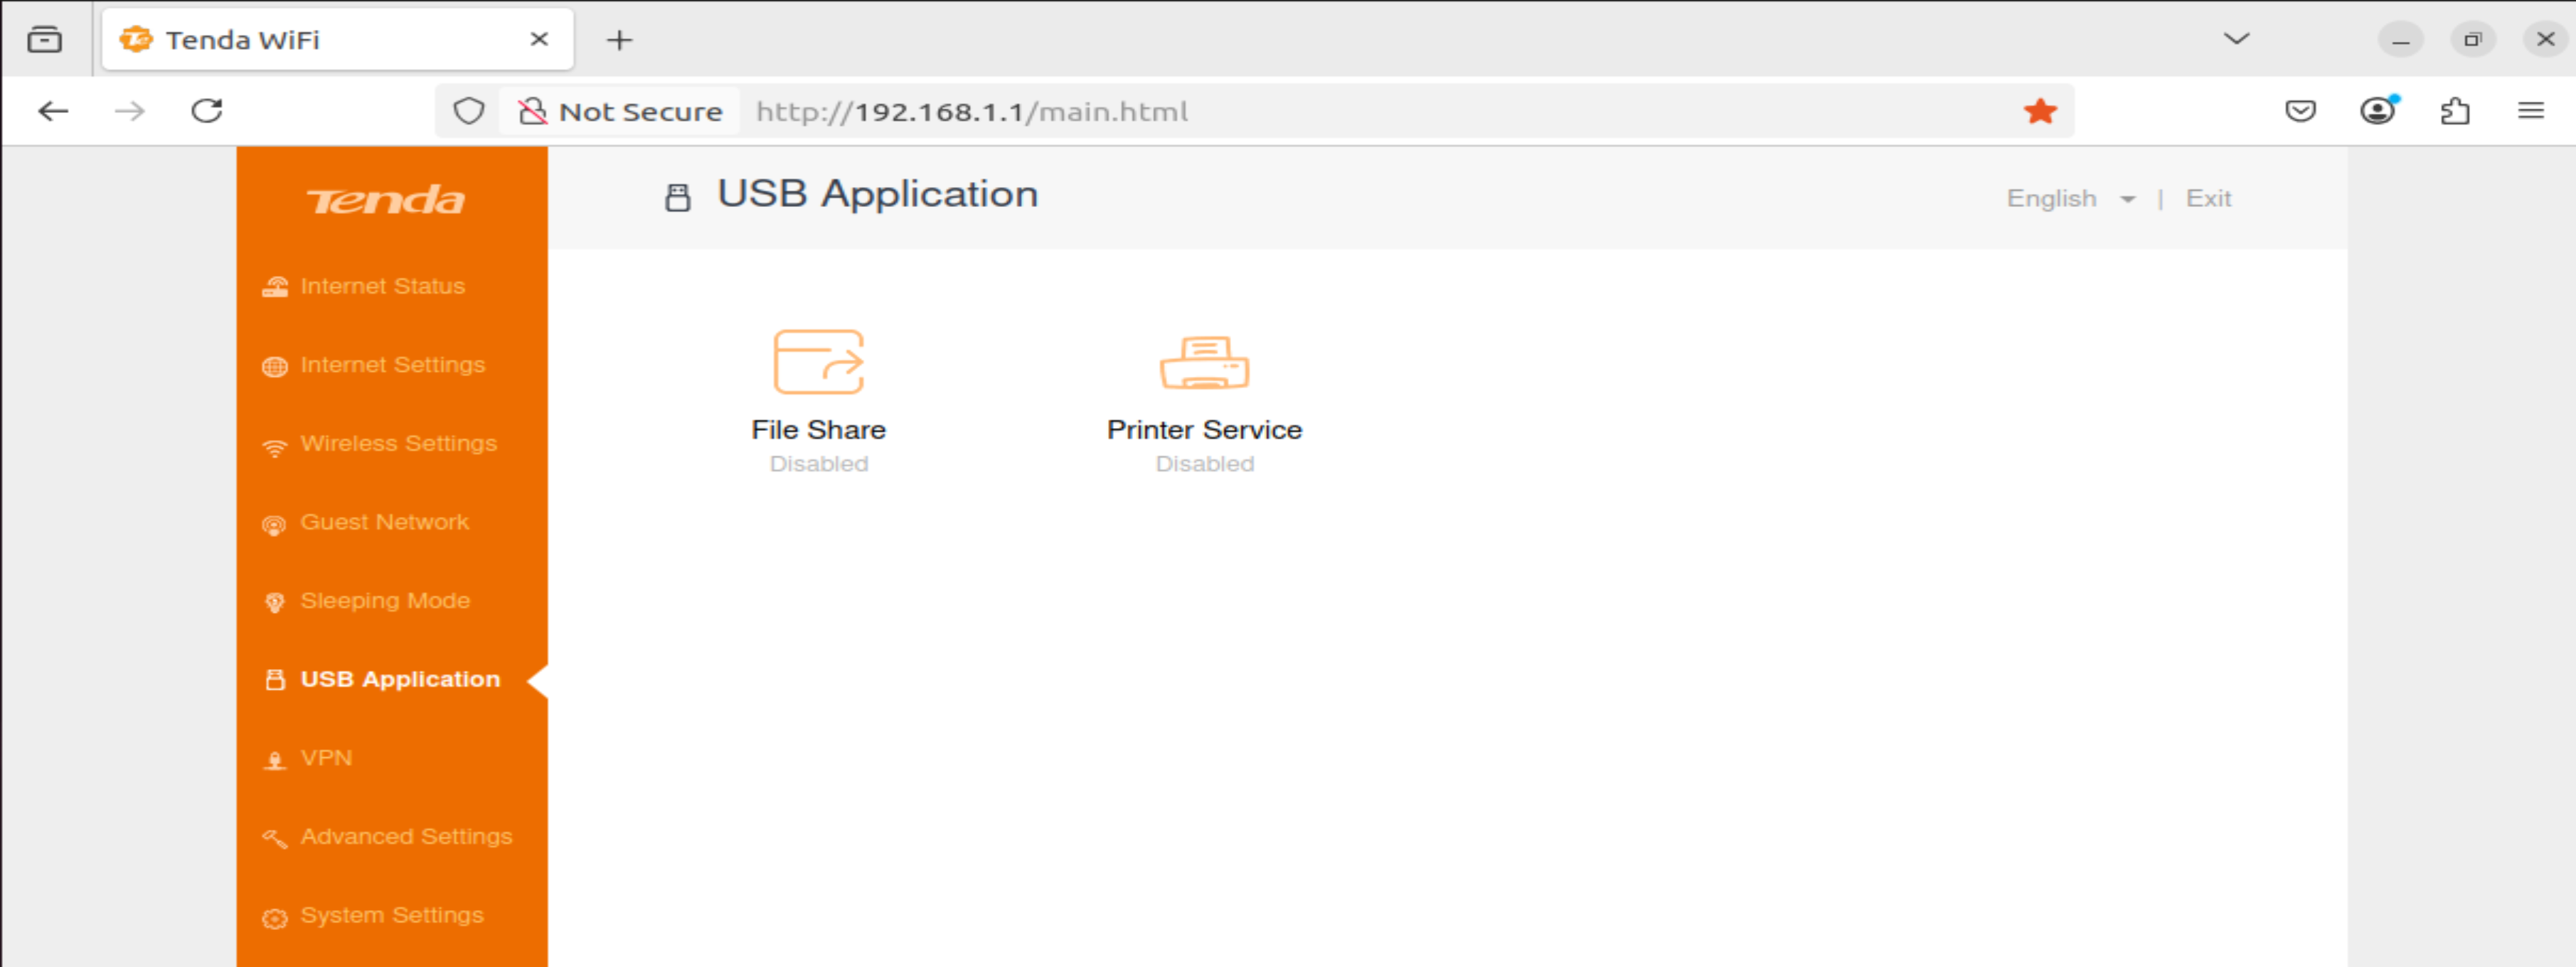 Tenda WiFi
Not Secure http://192.168.1.1/main.html
Tenda
USB Application
English | Exit
Internet Status
Internet Settings
Wireless Settings
Guest Network
Sleeping Mode
USB Application
VPN
Advanced Settings
System Settings
File Share
Disabled
Printer Service
Disabled